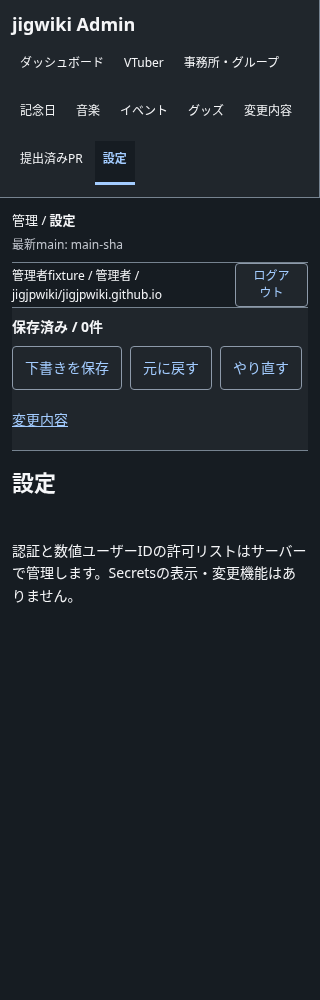 jigwiki Admin
ダッシュボード VTuber 事務所・グループ
記念日 音楽 イベント グッズ 変更内容
提出済みPR 設定
管理 / 設定
最新main: main-sha
管理者fixture / 管理者 /
jigjpwiki/jigjpwiki.github.io
ログア
ウト
保存済み / 0件
下書きを保存 元に戻す やり直す
変更内容
設定
認証と数値ユーザーIDの許可リストはサーバー
で管理します。Secretsの表示・変更機能はあ
りません。